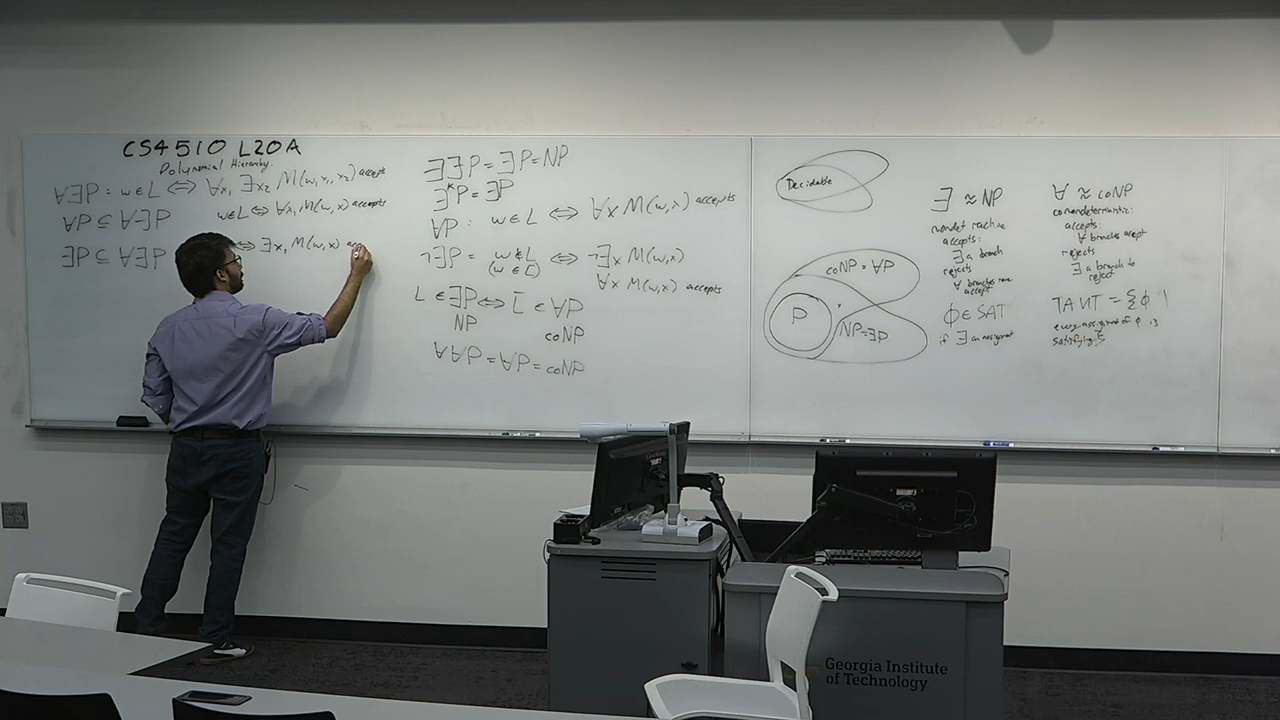 CS4510 L20A
Polynomial Hierarchy.
∀∃P : w∈L ⇔ ∀x₁ ∃x₂ M(w,x₁,x₂) accepts
∀P ⊆ ∀∃P w∈L ⇔ ∀x₁ M(w,x) accepts
∃P ⊆ ∀∃P ⇔ ∃x, M(w,x)
∃∃P = ∃P = NP
∃*P = ∃P
∀P : w∈L ⇔ ∀x M(w,x) accepts
¬∃P = w∉L ⇔ ¬∃x M(w,x)
(w∈L̅) ∀x M(w,x) accepts
L ∈ ∃P ⇔ L̅ ∈ ∀P
NP coNP
∀∀P = ∀P = coNP
Decidable
coNP = ∀P
P
NP=∃P
∃ ≈ NP
nondet machine
accepts:
∃ a branch
rejects
∀ branches
accept
ϕ∈ SAT
if ∃ an assignment
∀ ≈ coNP
conondeterministic:
accepts:
∀ branches accept
rejects
∃ a branch to
reject
TAUT = {ϕ |
every assignment of ϕ is
satisfying}
Georgia Institute
of Technology